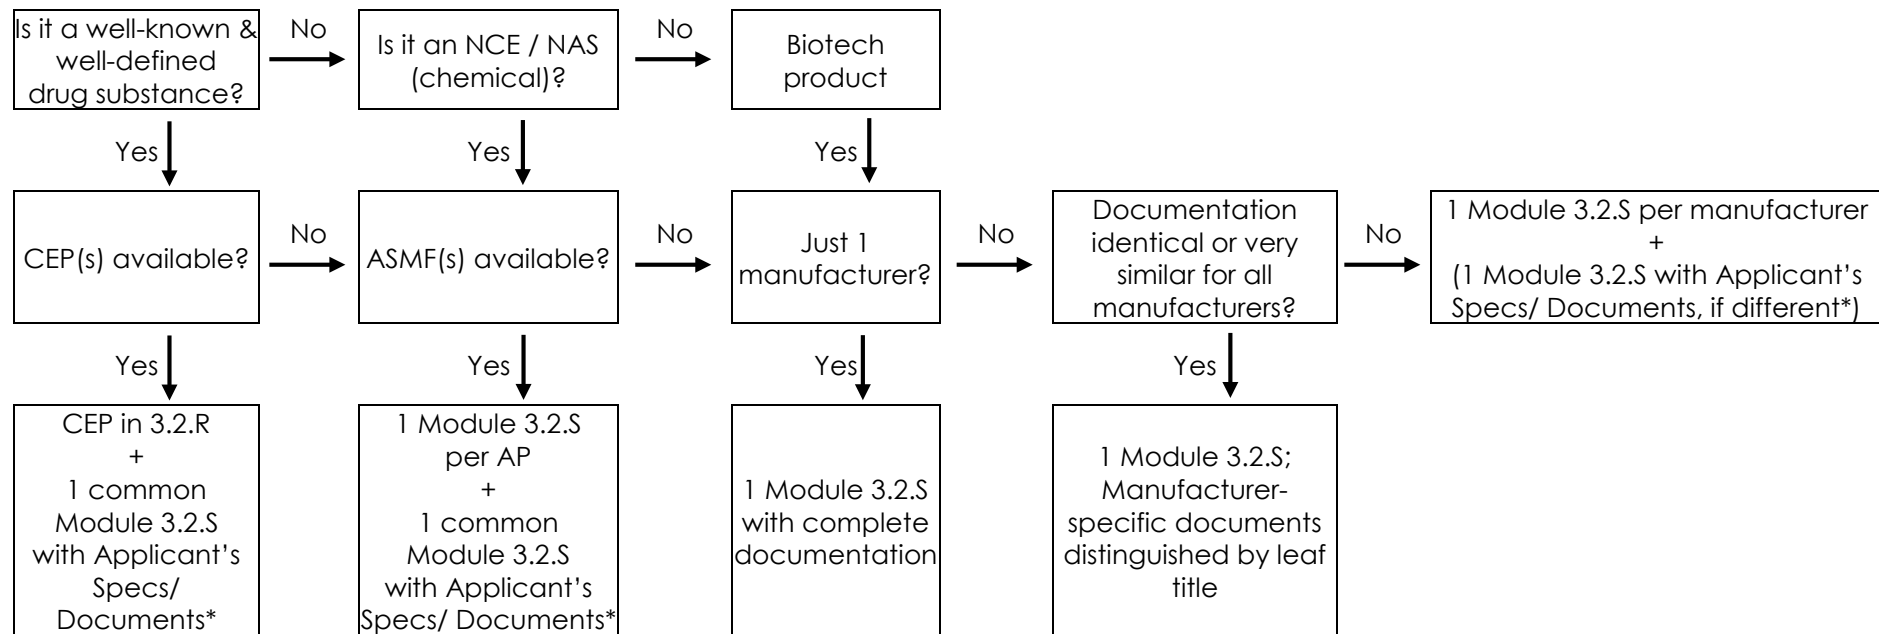 Is it a well-known &
well-defined
drug substance?
No
Is it an NCE / NAS
(chemical)?
No
Biotech
product
Yes
Yes
Yes
CEP(s) available?
No
ASMF(s) available?
No
Just 1
manufacturer?
No
Documentation
identical or very
similar for all
manufacturers?
No
1 Module 3.2.S per manufacturer
+
(1 Module 3.2.S with Applicant’s
Specs/ Documents, if different*)
Yes
Yes
Yes
Yes
CEP in 3.2.R
+
1 common
Module 3.2.S
with Applicant’s
Specs/
Documents*
1 Module 3.2.S
per AP
+
1 common
Module 3.2.S
with Applicant’s
Specs/ Documents*
1 Module 3.2.S
with complete
documentation
1 Module 3.2.S;
Manufacturer-
specific documents
distinguished by leaf
title